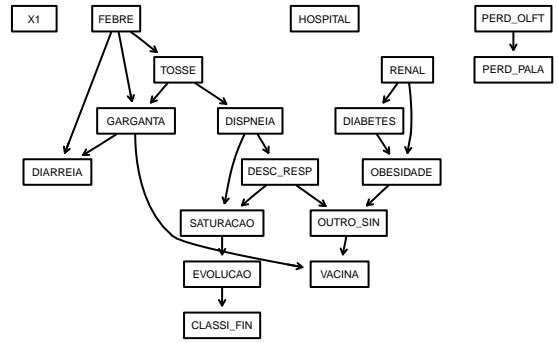 X1 FEBRE HOSPITAL PERD_OLFT
TOSSE RENAL PERD_PALA
GARGANTA DISPNEIA DIABETES
DIARREIA DESC_RESP OBESIDADE
SATURACAO OUTRO_SIN
EVOLUCAO VACINA
CLASSI_FIN